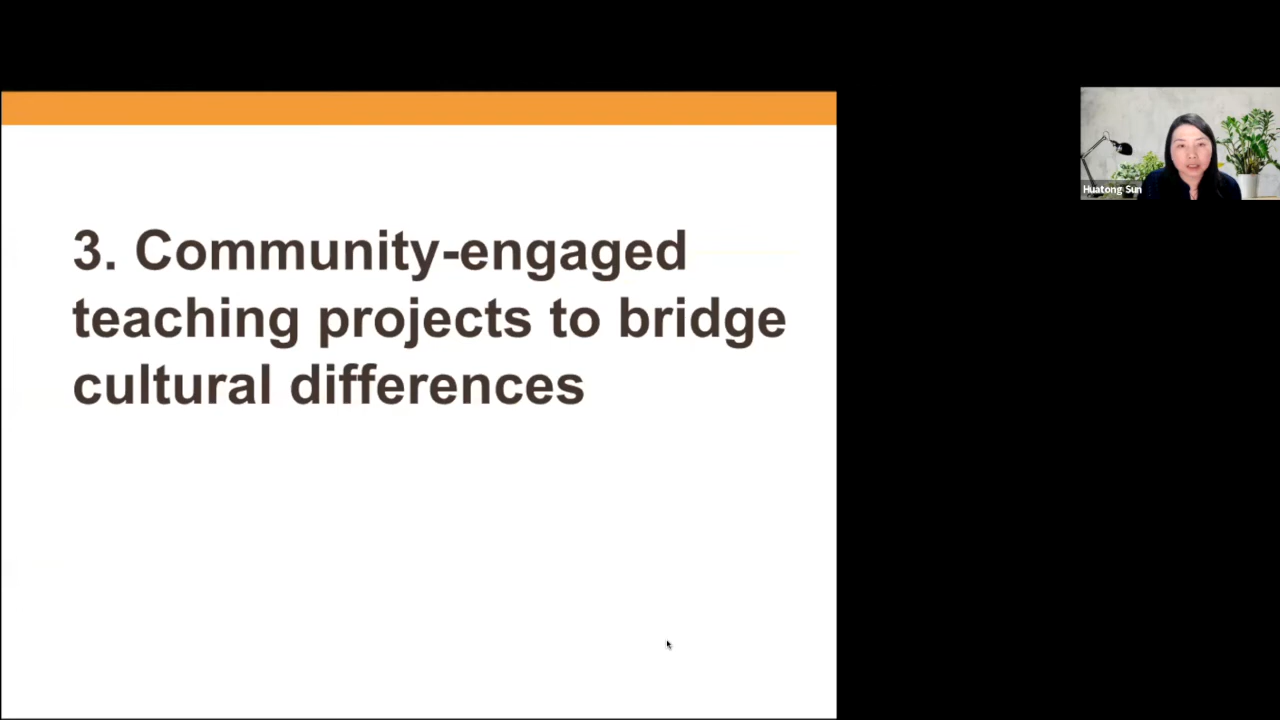 3. Community-engaged
teaching projects to bridge
cultural differences
Huatong Sun